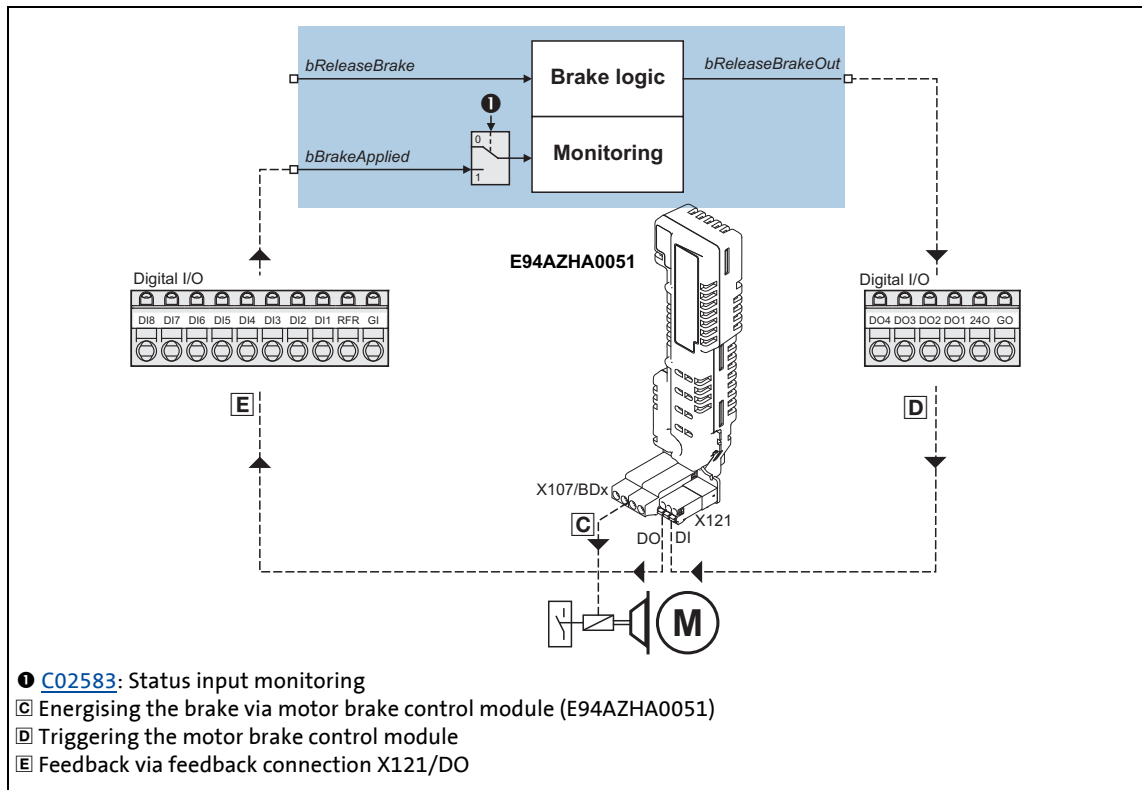 bReleaseBrake
Brake logic
bReleaseBrakeOut
❶
0
bBrakeApplied
Monitoring
1
E94AZHA0051
Digital I/O
DI8 DI7 DI6 DI5 DI4 DI3 DI2 DI1 RFR GI
Digital I/O
DO4 DO3 DO2 DO1 24O GO
E
D
X107/BDx
X121
C
DO DI
M
❶ C02583: Status input monitoring
C Energising the brake via motor brake control module (E94AZHA0051)
D Triggering the motor brake control module
E Feedback via feedback connection X121/DO